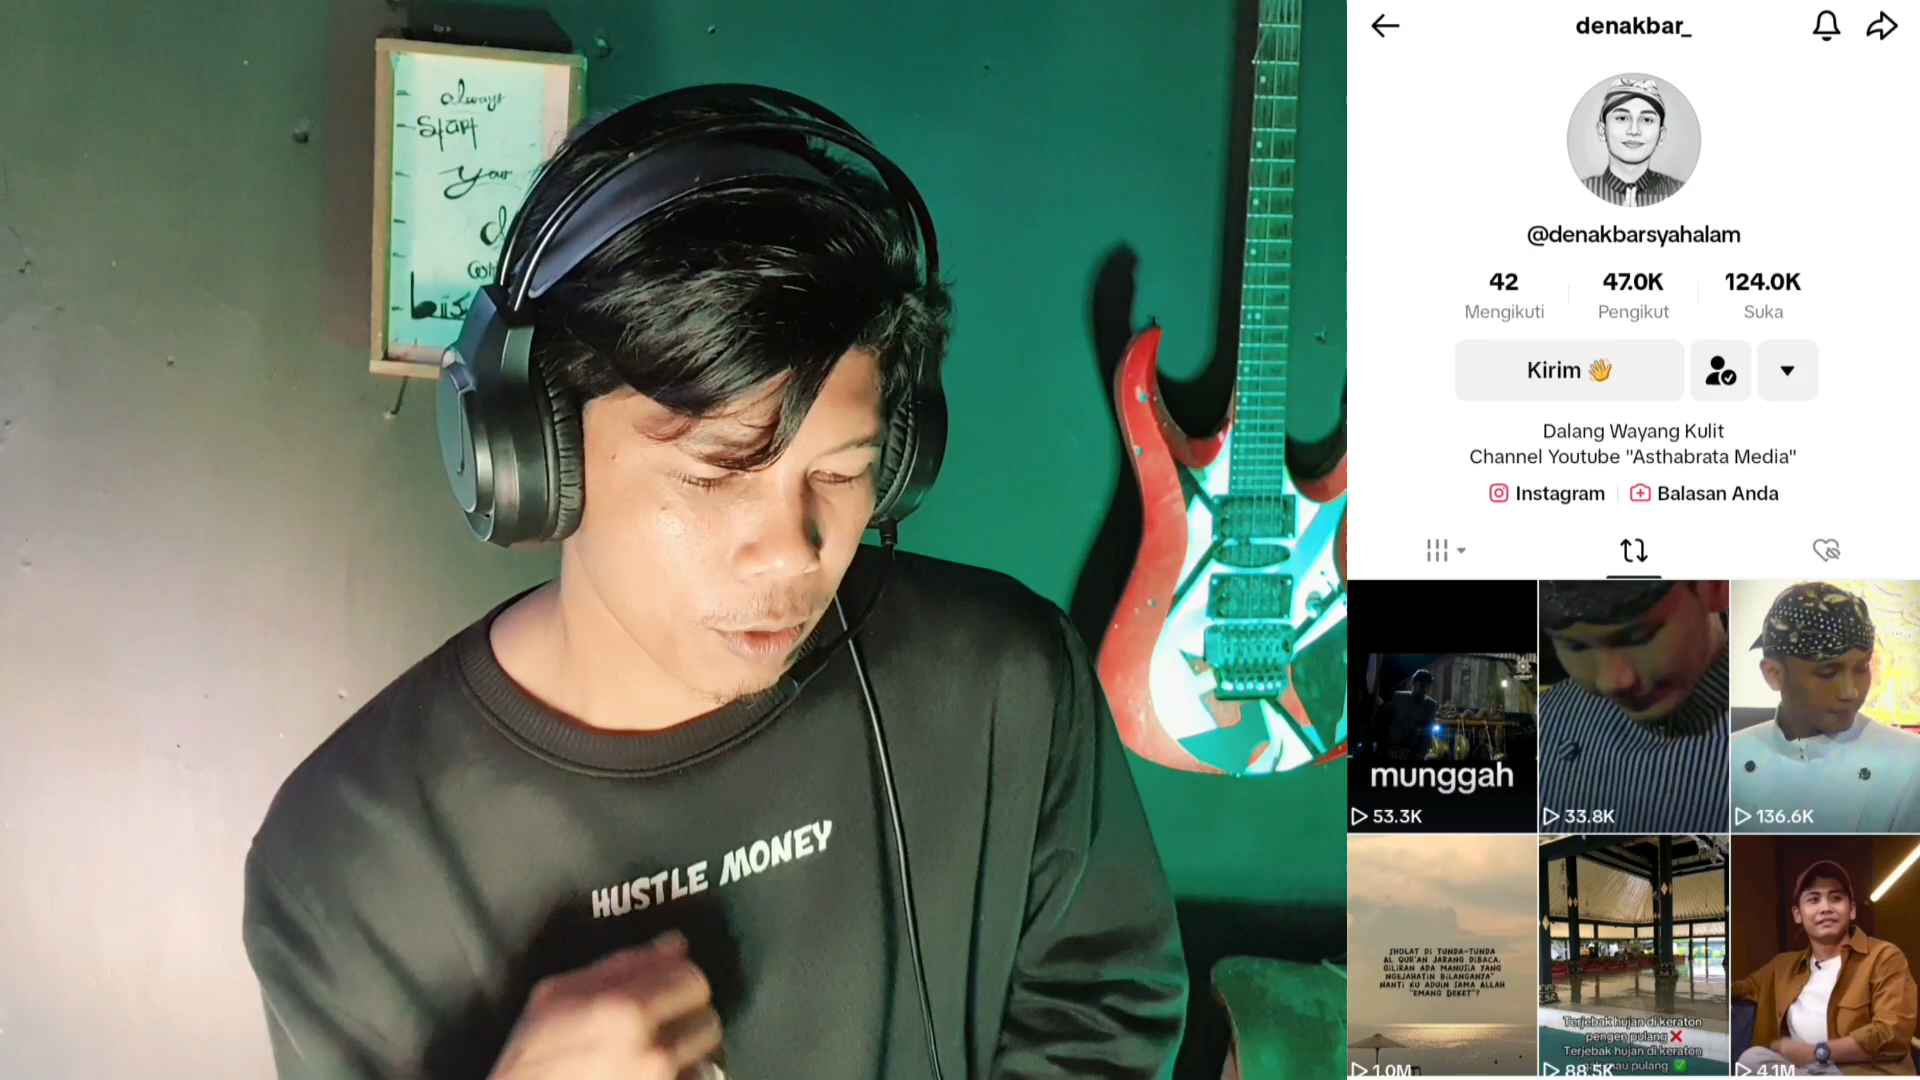 always
start
your
HUSTLE MONEY
denakbar_
@denakbarsyahalam
42
47.0K
124.0K
Mengikuti
Pengikut
Suka
Kirim 👋
Dalang Wayang Kulit
Channel Youtube "Asthabrata Media"
Instagram
Balasan Anda
munggah
53.3K
33.8K
136.6K
SHOLAT DI TUNDA-TUNDA
AL QUR'AN JARANG DIBACA,
GILIRAN ADA MANUSIA YANG
NGEJAHATIN BILANGANYA"
NANTI KU ADUIN SAMA ALLAH
"EMANG DEKET"?
1.0M
Terjebak hujan di keraton
pengen pulang ❌
Terjebak hujan di keraton
mau pulang ✅
88.5K
4.1M